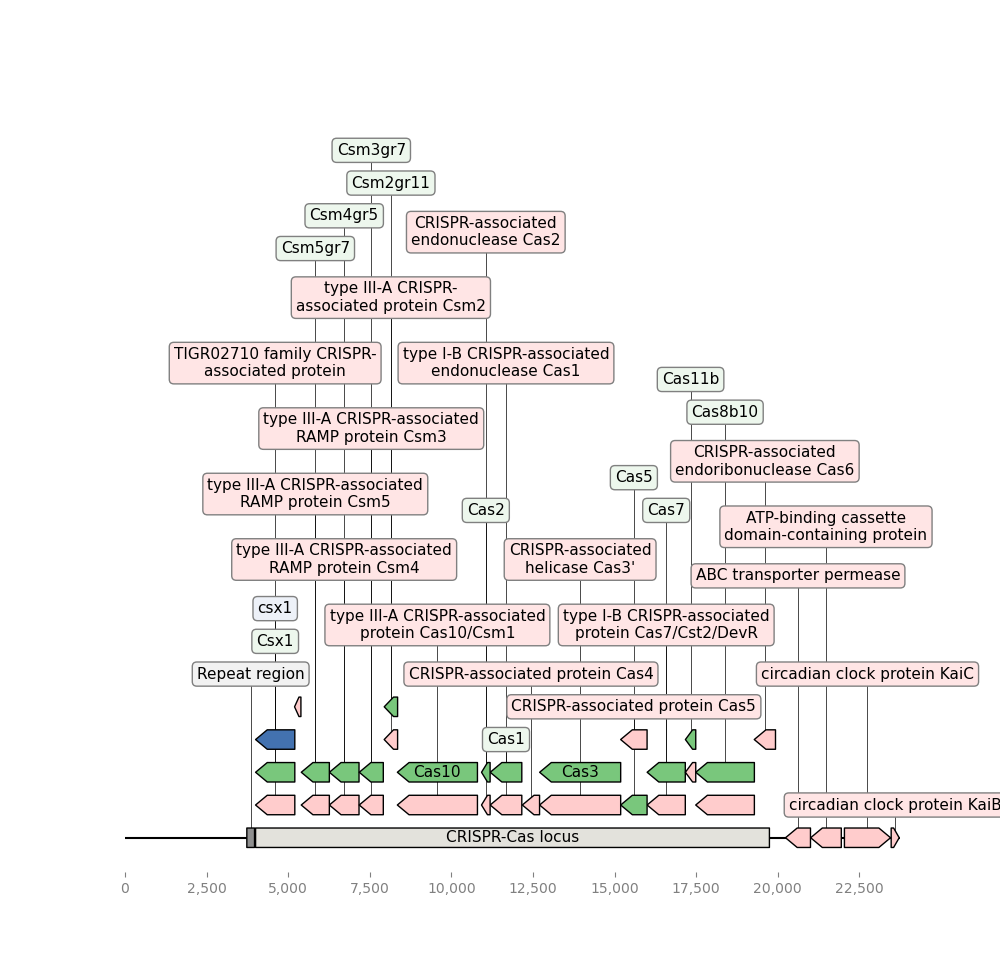 Csm3gr7
Csm2gr11
Csm4gr5
CRISPR-associated
endonuclease Cas2
Csm5gr7
type III-A CRISPR-
associated protein Csm2
TIGR02710 family CRISPR-
associated protein
type I-B CRISPR-associated
endonuclease Cas1
Cas11b
Cas8b10
type III-A CRISPR-associated
RAMP protein Csm3
CRISPR-associated
endoribonuclease Cas6
Cas5
type III-A CRISPR-associated
RAMP protein Csm5
Cas2
Cas7
ATP-binding cassette
domain-containing protein
type III-A CRISPR-associated
RAMP protein Csm4
CRISPR-associated
helicase Cas3'
ABC transporter permease
csx1
type III-A CRISPR-associated
protein Cas10/Csm1
type I-B CRISPR-associated
protein Cas7/Cst2/DevR
Csx1
Repeat region
CRISPR-associated protein Cas4
circadian clock protein KaiC
CRISPR-associated protein Cas5
Cas1
Cas10
Cas3
circadian clock protein KaiB
CRISPR-Cas locus
0
2,500
5,000
7,500
10,000
12,500
15,000
17,500
20,000
22,500